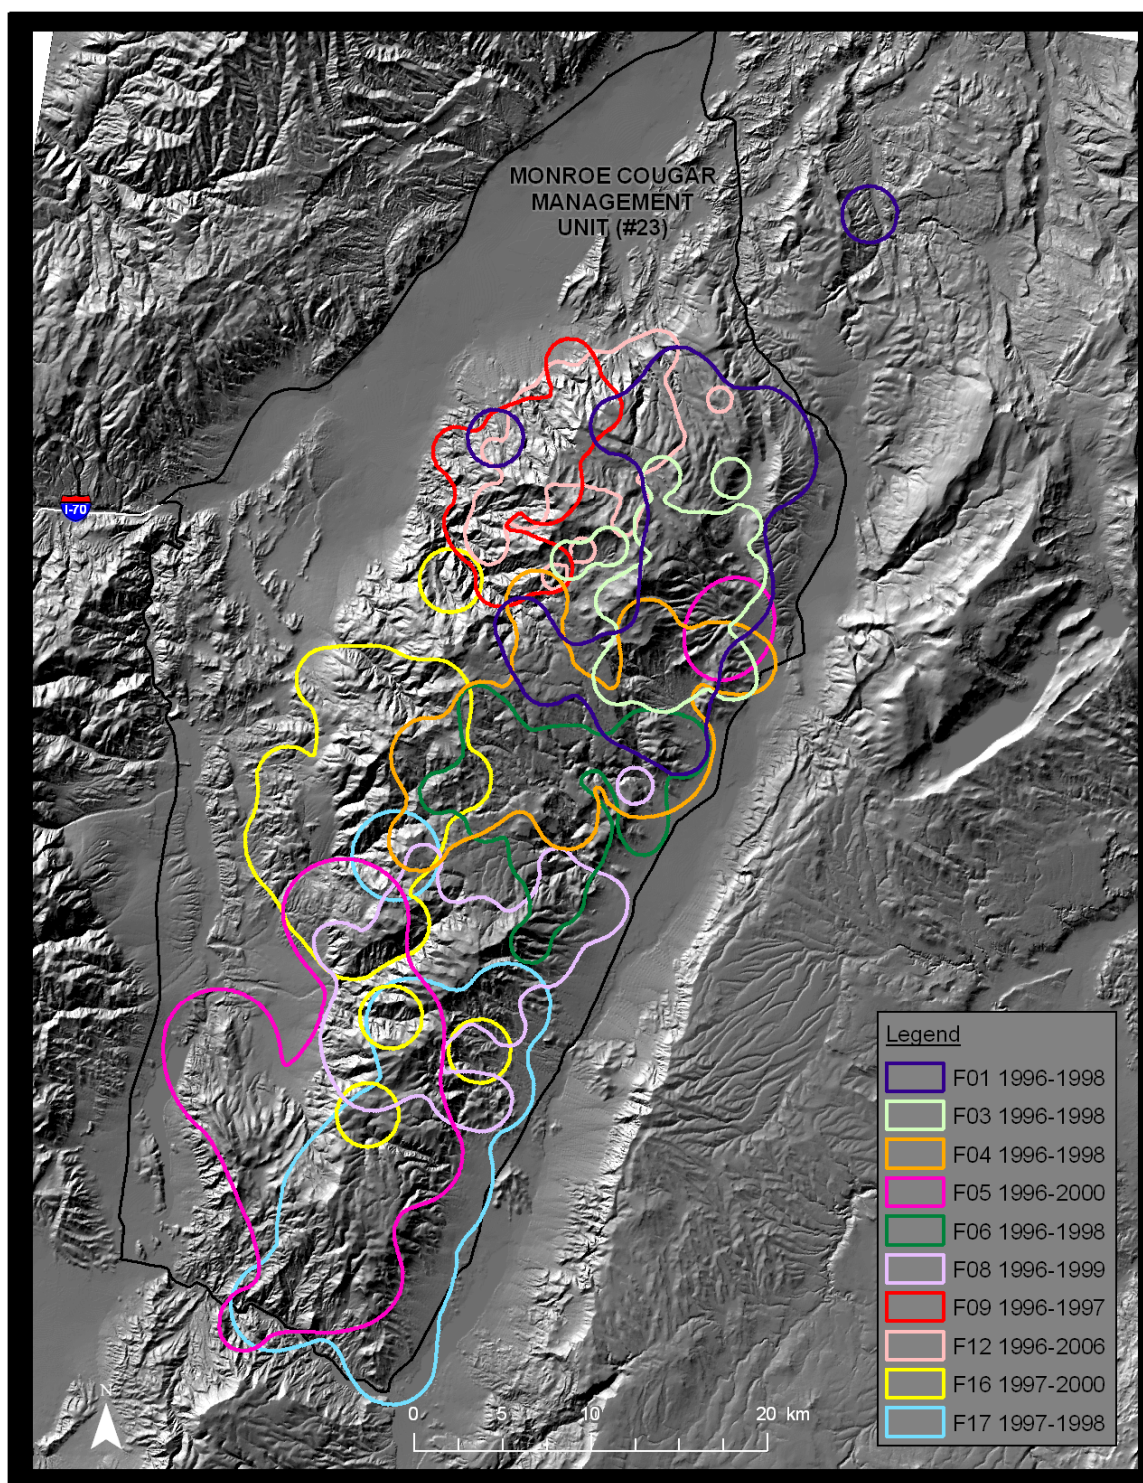 MONROE COUGAR
MANAGEMENT
UNIT (#23)
I-70
Legend
F01 1996-1998
F03 1996-1998
F04 1996-1998
F05 1996-2000
F06 1996-1998
F08 1996-1999
F09 1996-1997
F12 1996-2006
F16 1997-2000
F17 1997-1998
N
0 5 10 20 km